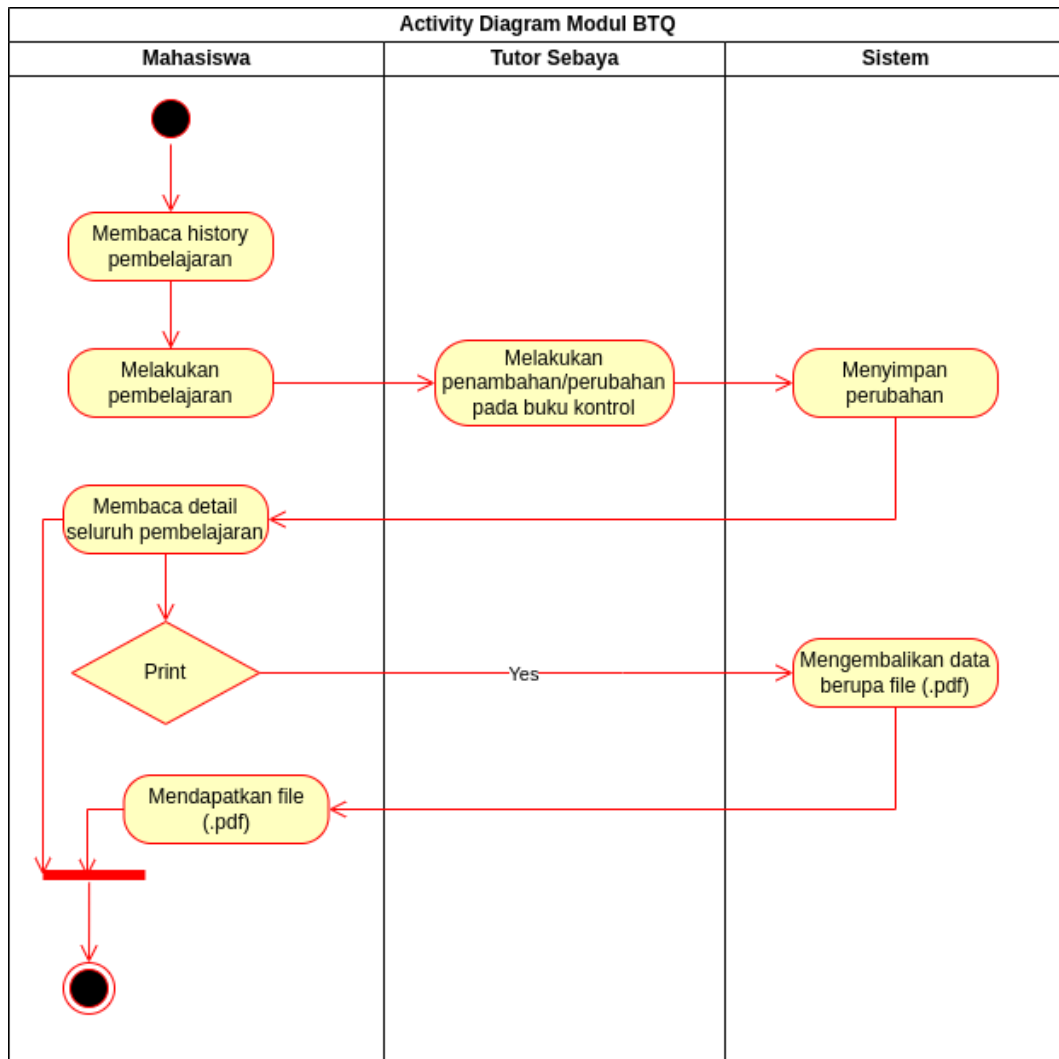 Activity Diagram Modul BTQ
Mahasiswa
Tutor Sebaya
Sistem
Membaca history
pembelajaran
Melakukan
pembelajaran
Melakukan
penambahan/perubahan
pada buku kontrol
Menyimpan
perubahan
Membaca detail
seluruh pembelajaran
Print
Yes
Mengembalikan data
berupa file (.pdf)
Mendapatkan file
(.pdf)